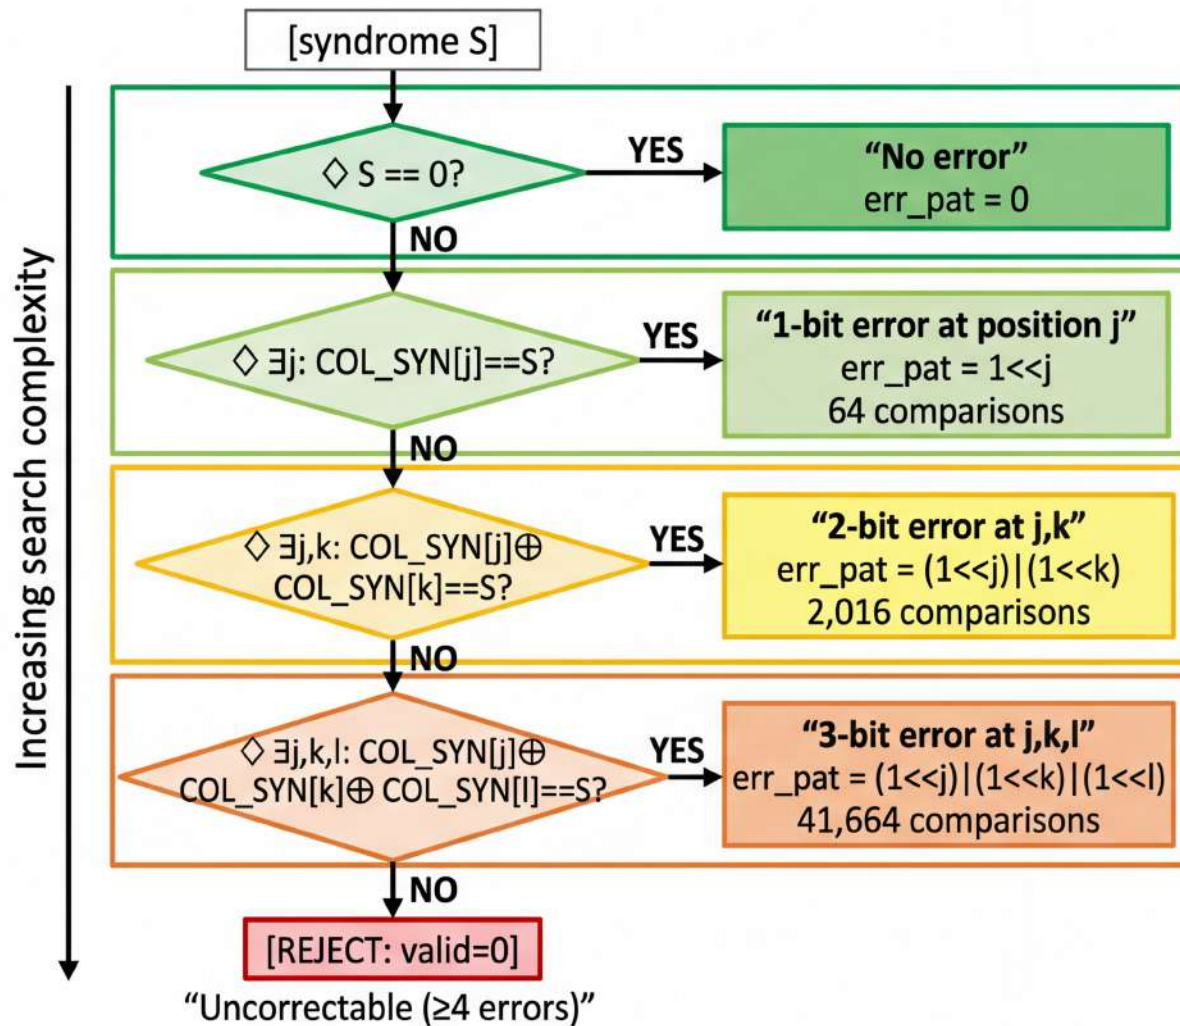 [syndrome S]
◇ S == 0?
YES
“No error”
err_pat = 0
NO
◇ ∃j: COL_SYN[j]==S?
YES
“1-bit error at position j”
err_pat = 1<<j
64 comparisons
NO
◇ ∃j,k: COL_SYN[j]⊕
COL_SYN[k]==S?
YES
“2-bit error at j,k”
err_pat = (1<<j)|(1<<k)
2,016 comparisons
NO
◇ ∃j,k,l: COL_SYN[j]⊕
COL_SYN[k]⊕ COL_SYN[l]==S?
YES
“3-bit error at j,k,l”
err_pat = (1<<j)|(1<<k)|(1<<l)
41,664 comparisons
NO
[REJECT: valid=0]
“Uncorrectable (≥4 errors)”
Increasing search complexity